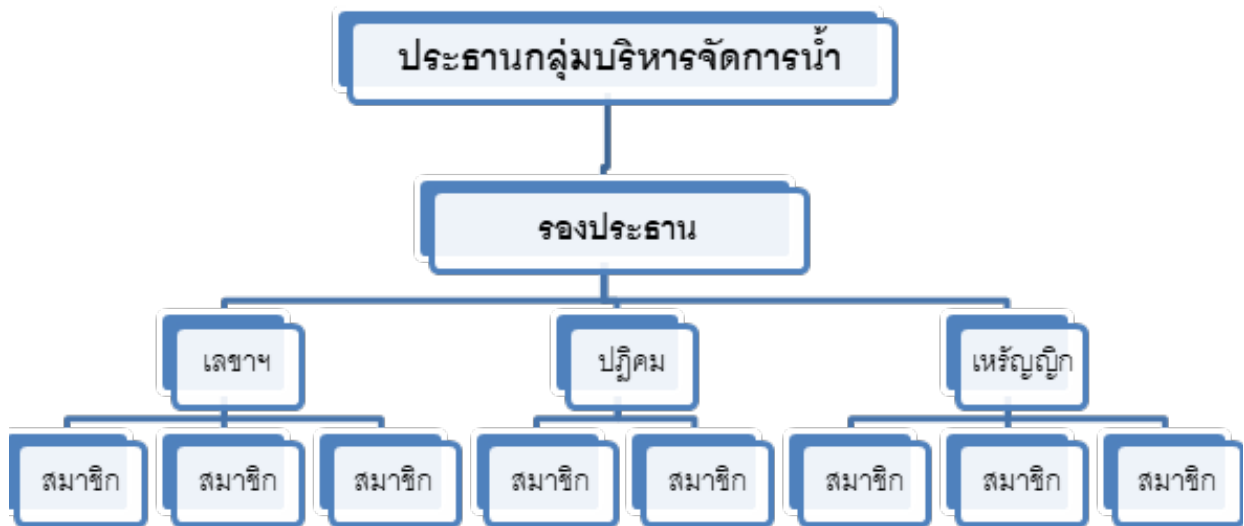 ประธานกลุ่มบริหารจัดการน้ำ
รองประธาน
เลขาฯ
ปฏิคม
เหรัญญิก
สมาชิก
สมาชิก
สมาชิก
สมาชิก
สมาชิก
สมาชิก
สมาชิก
สมาชิก